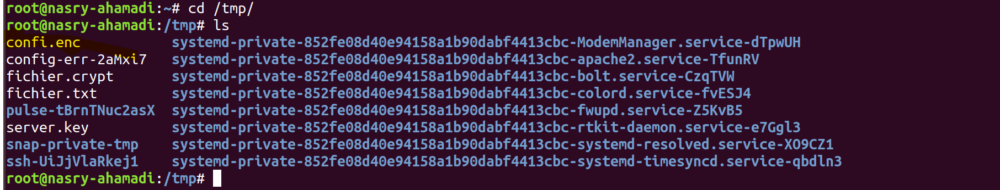 root@nasry-ahamadi:~# cd /tmp/
root@nasry-ahamadi:/tmp# ls
confi.enc systemd-private-852fe08d40e94158a1b90dabf4413cbc-ModemManager.service-dTpwUH
config-err-2aMxi7 systemd-private-852fe08d40e94158a1b90dabf4413cbc-apache2.service-TfunRV
fichier.crypt systemd-private-852fe08d40e94158a1b90dabf4413cbc-bolt.service-CzqTVW
fichier.txt systemd-private-852fe08d40e94158a1b90dabf4413cbc-colord.service-fvESJ4
pulse-tBrnTNuc2asX systemd-private-852fe08d40e94158a1b90dabf4413cbc-fwupd.service-Z5KvB5
server.key systemd-private-852fe08d40e94158a1b90dabf4413cbc-rtkit-daemon.service-e7Ggl3
snap-private-tmp systemd-private-852fe08d40e94158a1b90dabf4413cbc-systemd-resolved.service-XO9CZ1
ssh-UiJjVlaRkej1 systemd-private-852fe08d40e94158a1b90dabf4413cbc-systemd-timesyncd.service-qbdln3
root@nasry-ahamadi:/tmp#